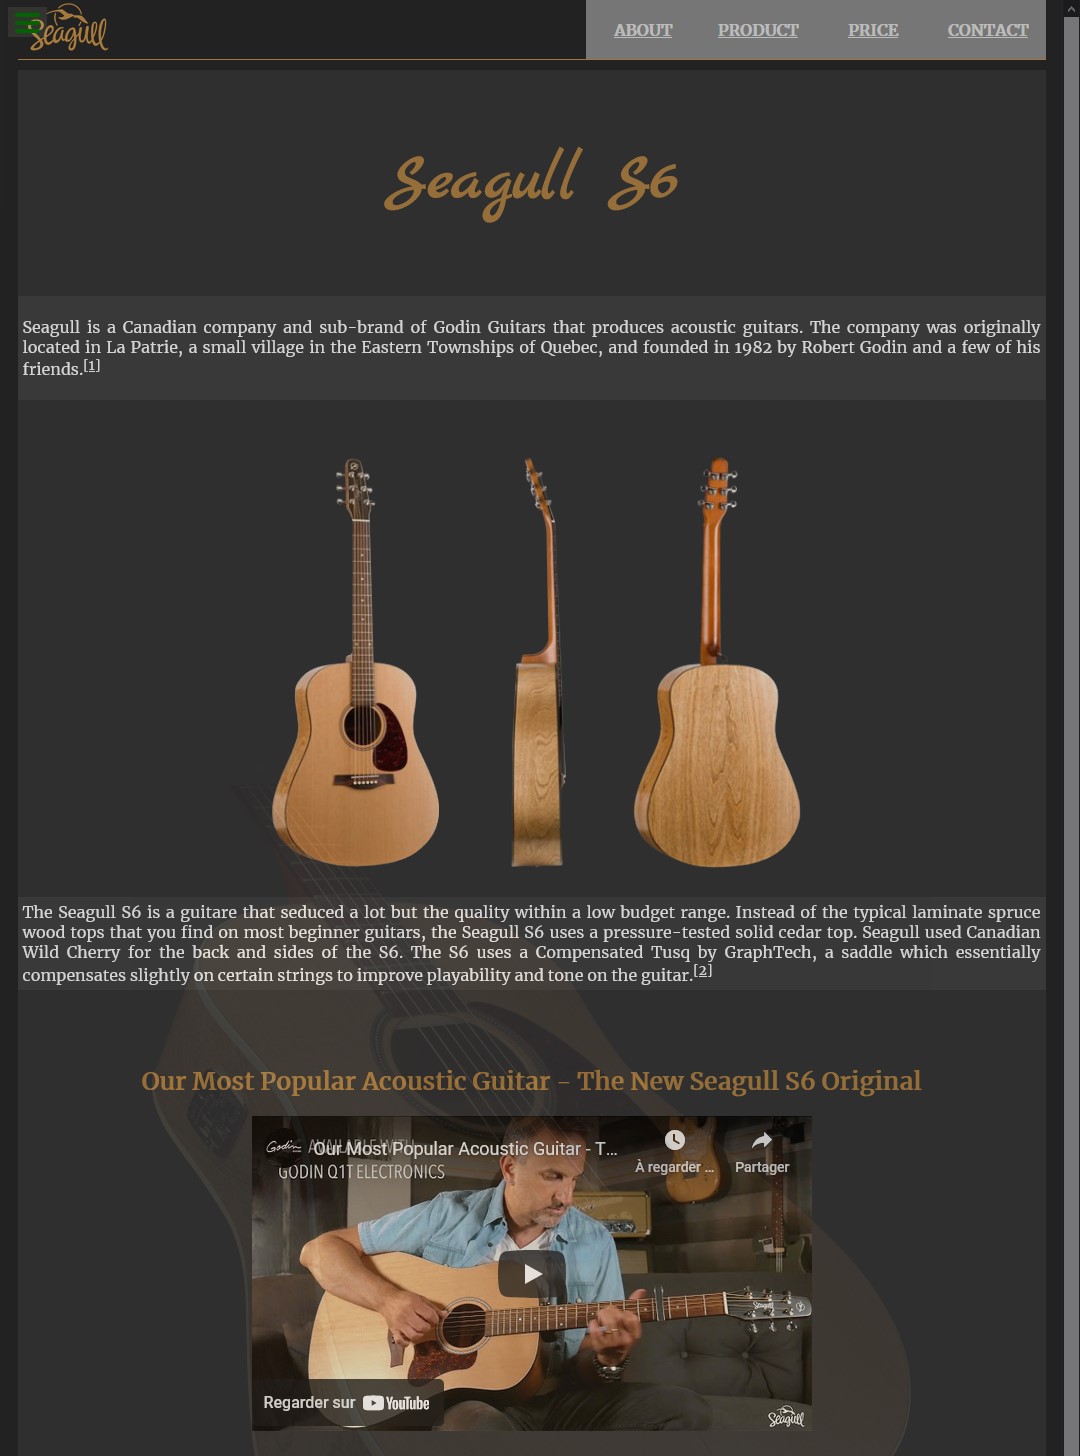 Seagull
ABOUT PRODUCT PRICE CONTACT
Seagull S6
Seagull is a Canadian company and sub-brand of Godin Guitars that produces acoustic guitars. The company was originally
located in La Patrie, a small village in the Eastern Townships of Quebec, and founded in 1982 by Robert Godin and a few of his
friends.[1]
The Seagull S6 is a guitare that seduced a lot but the quality within a low budget range. Instead of the typical laminate spruce
wood tops that you find on most beginner guitars, the Seagull S6 uses a pressure-tested solid cedar top. Seagull used Canadian
Wild Cherry for the back and sides of the S6. The S6 uses a Compensated Tusq by GraphTech, a saddle which essentially
compensates slightly on certain strings to improve playability and tone on the guitar.[2]
Our Most Popular Acoustic Guitar – The New Seagull S6 Original
Godin
AVAILABLE WITH
Our Most Popular Acoustic Guitar - T...
GODIN Q1T ELECTRONICS
À regarder ...
Partager
Seagull
Regarder sur YouTube
Seagull